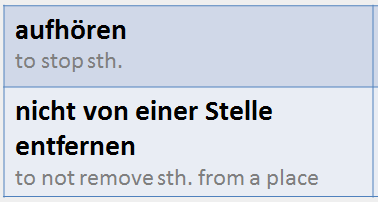 aufhören
to stop sth.
nicht von einer Stelle
entfernen
to not remove sth. from a place